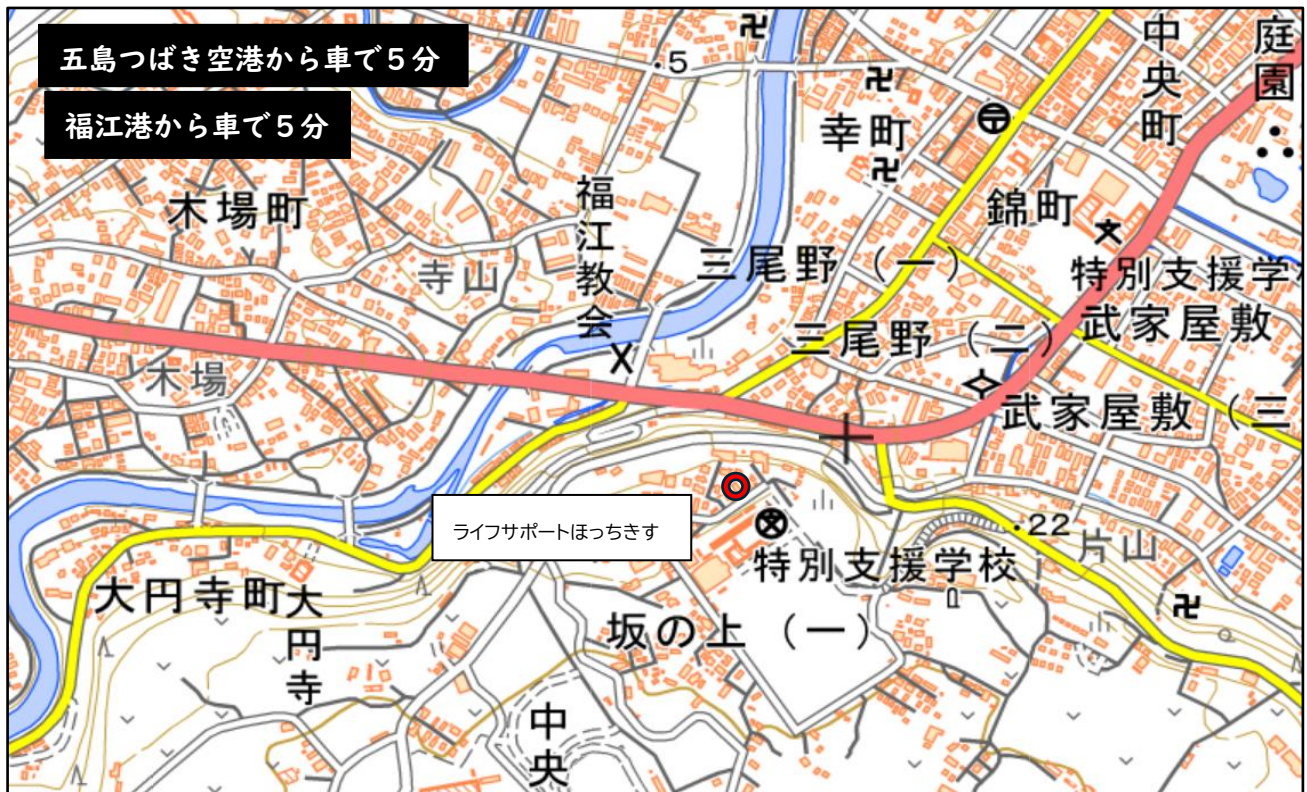 五島つばき空港から車で５分
福江港から車で５分
.5
中央町
庭園
幸町
木場町
福江教会
錦町
寺山
三尾野（一）
特別支援学校
武家屋敷
三尾野（二）
木場
武家屋敷（三
ライフサポートほっちきす
.22
片山
特別支援学校
大円寺町
大円寺
坂の上（一）
中央